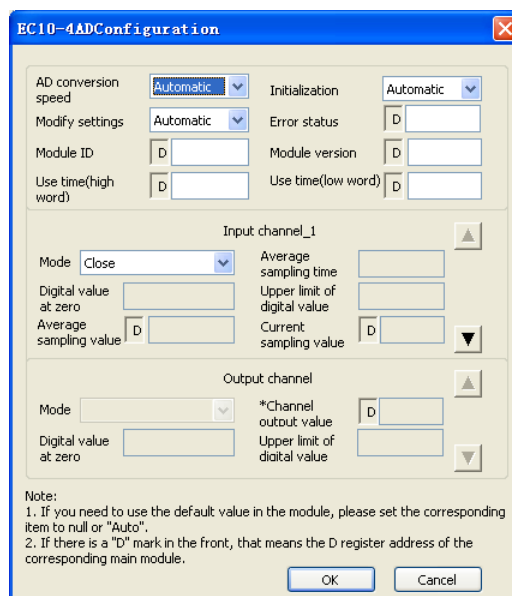 EC10-4ADConfiguration
AD conversion speed Automatic Initialization Automatic
Modify settings Automatic Error status D
Module ID D Module version D
Use time(high word) D Use time(low word) D
Input channel_1
Mode Close Average sampling time
Digital value at zero Upper limit of digital value
Average sampling value D Current sampling value D
Output channel
Mode *Channel output value D
Digital value at zero Upper limit of digital value
Note:
1. If you need to use the default value in the module, please set the corresponding
item to null or "Auto".
2. If there is a "D" mark in the front, that means the D register address of the
corresponding main module.
OK Cancel